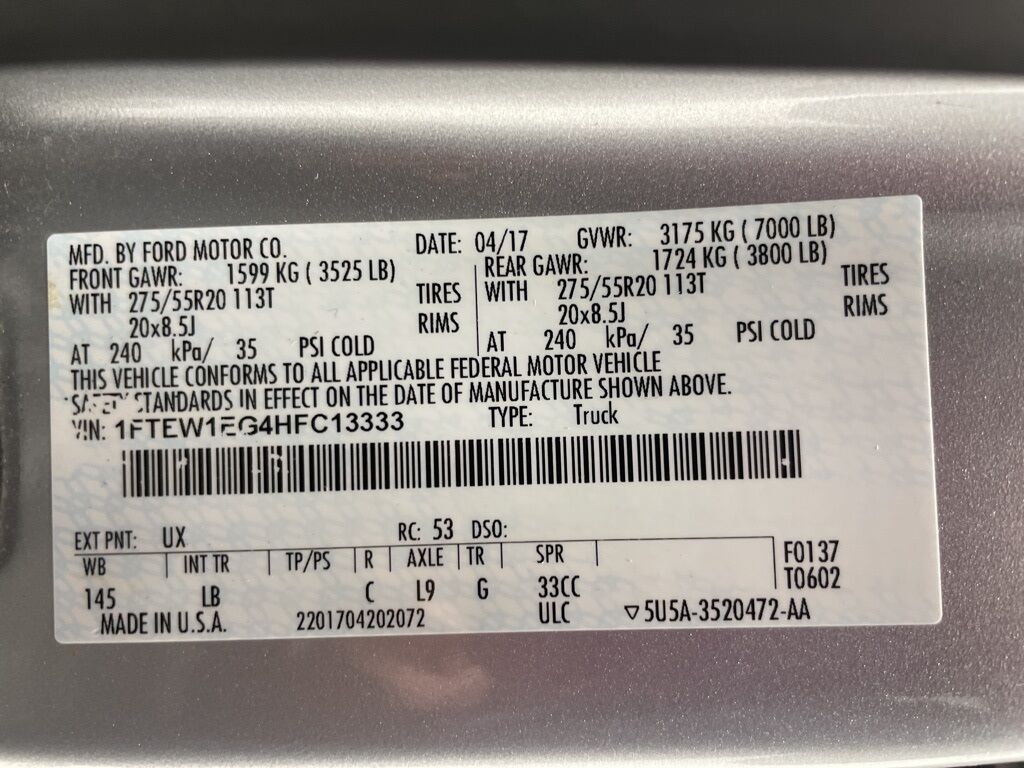 MFD. BY FORD MOTOR CO. DATE: 04/17 GVWR: 3175 KG ( 7000 LB)
FRONT GAWR: 1599 KG ( 3525 LB) REAR GAWR: 1724 KG ( 3800 LB)
WITH 275/55R20 113T TIRES WITH 275/55R20 113T TIRES
20x8.5J RIMS 20x8.5J RIMS
AT 240 kPa/ 35 PSI COLD AT 240 kPa/ 35 PSI COLD
THIS VEHICLE CONFORMS TO ALL APPLICABLE FEDERAL MOTOR VEHICLE
SAFETY STANDARDS IN EFFECT ON THE DATE OF MANUFACTURE SHOWN ABOVE.
VIN: 1FTEW1EG4HFC13333 TYPE: Truck
EXT PNT: UX RC: 53 DSO:
WB INT TR TP/PS R AXLE TR SPR F0137
145 LB C L9 G 33CC T0602
MADE IN U.S.A. 2201704202072 ULC ▽5U5A-3520472-AA